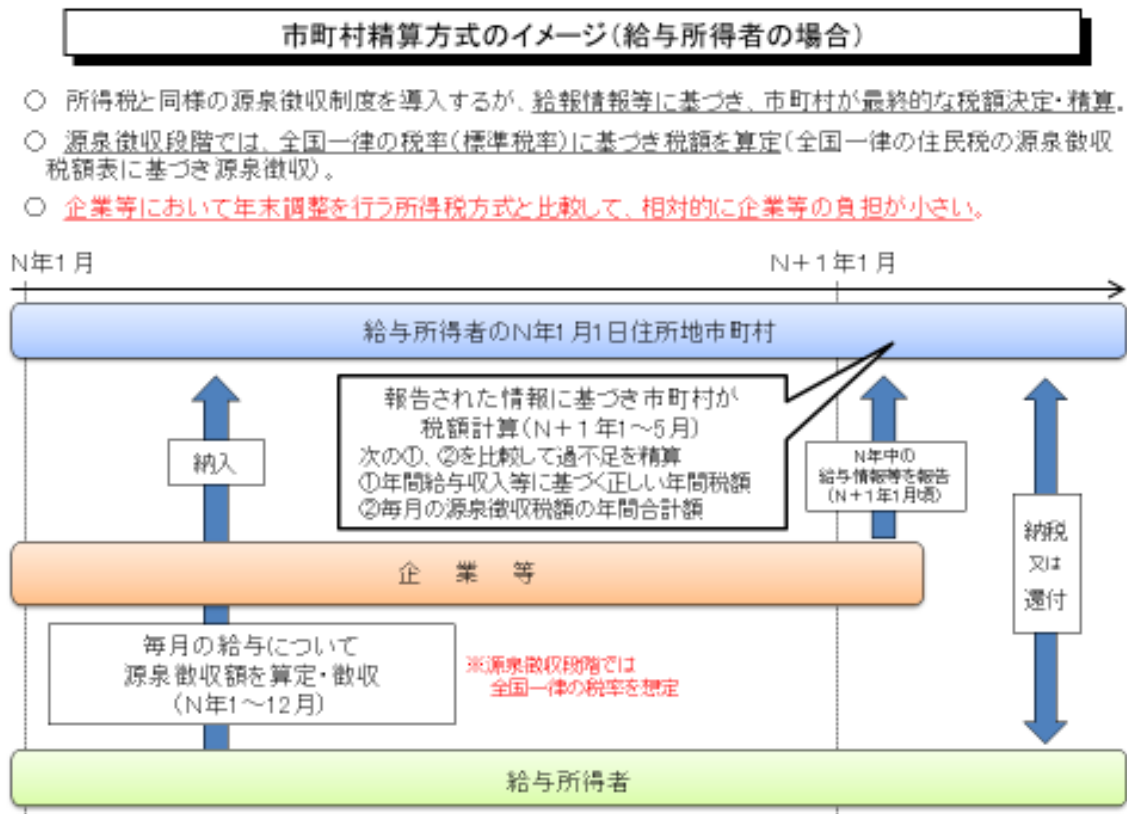 市町村精算方式のイメージ(給与所得者の場合)
○ 所得税と同様の源泉徴収制度を導入するが、給報情報等に基づき、市町村が最終的な税額決定・精算。
○ 源泉徴収段階では、全国一律の税率(標準税率)に基づき税額を算定(全国一律の住民税の源泉徴収
税額表に基づき源泉徴収)。
○ 企業等において年末調整を行う所得税方式と比較して、相対的に企業等の負担が小さい。
N年1月
N+1年1月
給与所得者のN年1月1日住所地市町村
報告された情報に基づき市町村が
税額計算(N+1年1~5月)
次の①、②を比較して過不足を精算
①年間給与収入等に基づく正しい年間税額
②毎月の源泉徴収税額の年間合計額
納入
N年中の
給与情報等を報告
(N+1年1月頃)
納税
又は
還付
企 業 等
毎月の給与について
源泉徴収額を算定・徴収
(N年1~12月)
※源泉徴収段階では
全国一律の税率を想定
給与所得者